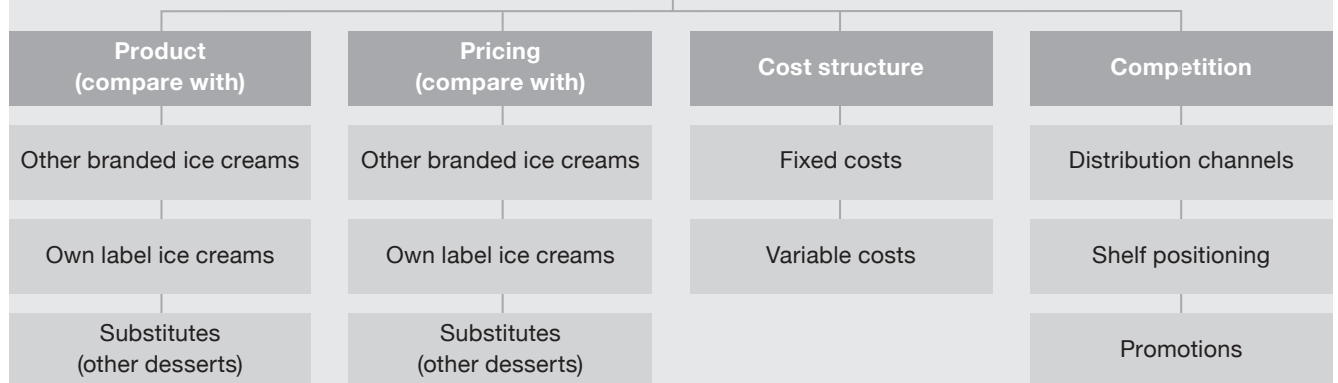 Product
(compare with)
Other branded ice creams
Own label ice creams
Substitutes
(other desserts)
Pricing
(compare with)
Other branded ice creams
Own label ice creams
Substitutes
(other desserts)
Cost structure
Fixed costs
Variable costs
Competition
Distribution channels
Shelf positioning
Promotions